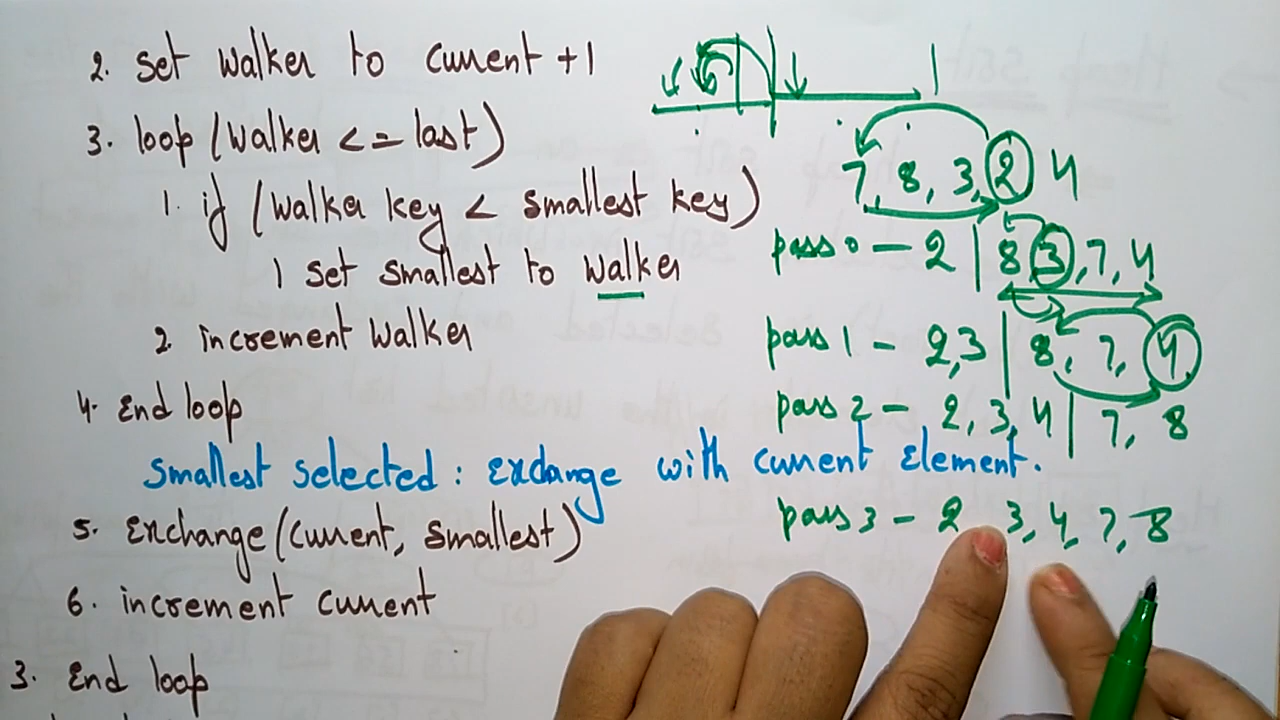 2. Set walker to current +1
3. loop (walker <= last)
1. if (walker key < smallest key)
1 set smallest to walker
2 increment walker
4. End loop
smallest selected : Exchange with current Element.
5. Exchange (current, smallest)
6. increment current
3. End loop
7, 8, 3, 2 4
pass 0 - 2 | 8 3, 7, 4
pass 1 - 2,3 | 8, 7, 4
pass 2 - 2, 3, 4 | 7, 8
pass 3 - 2 3, 4, 7, 8